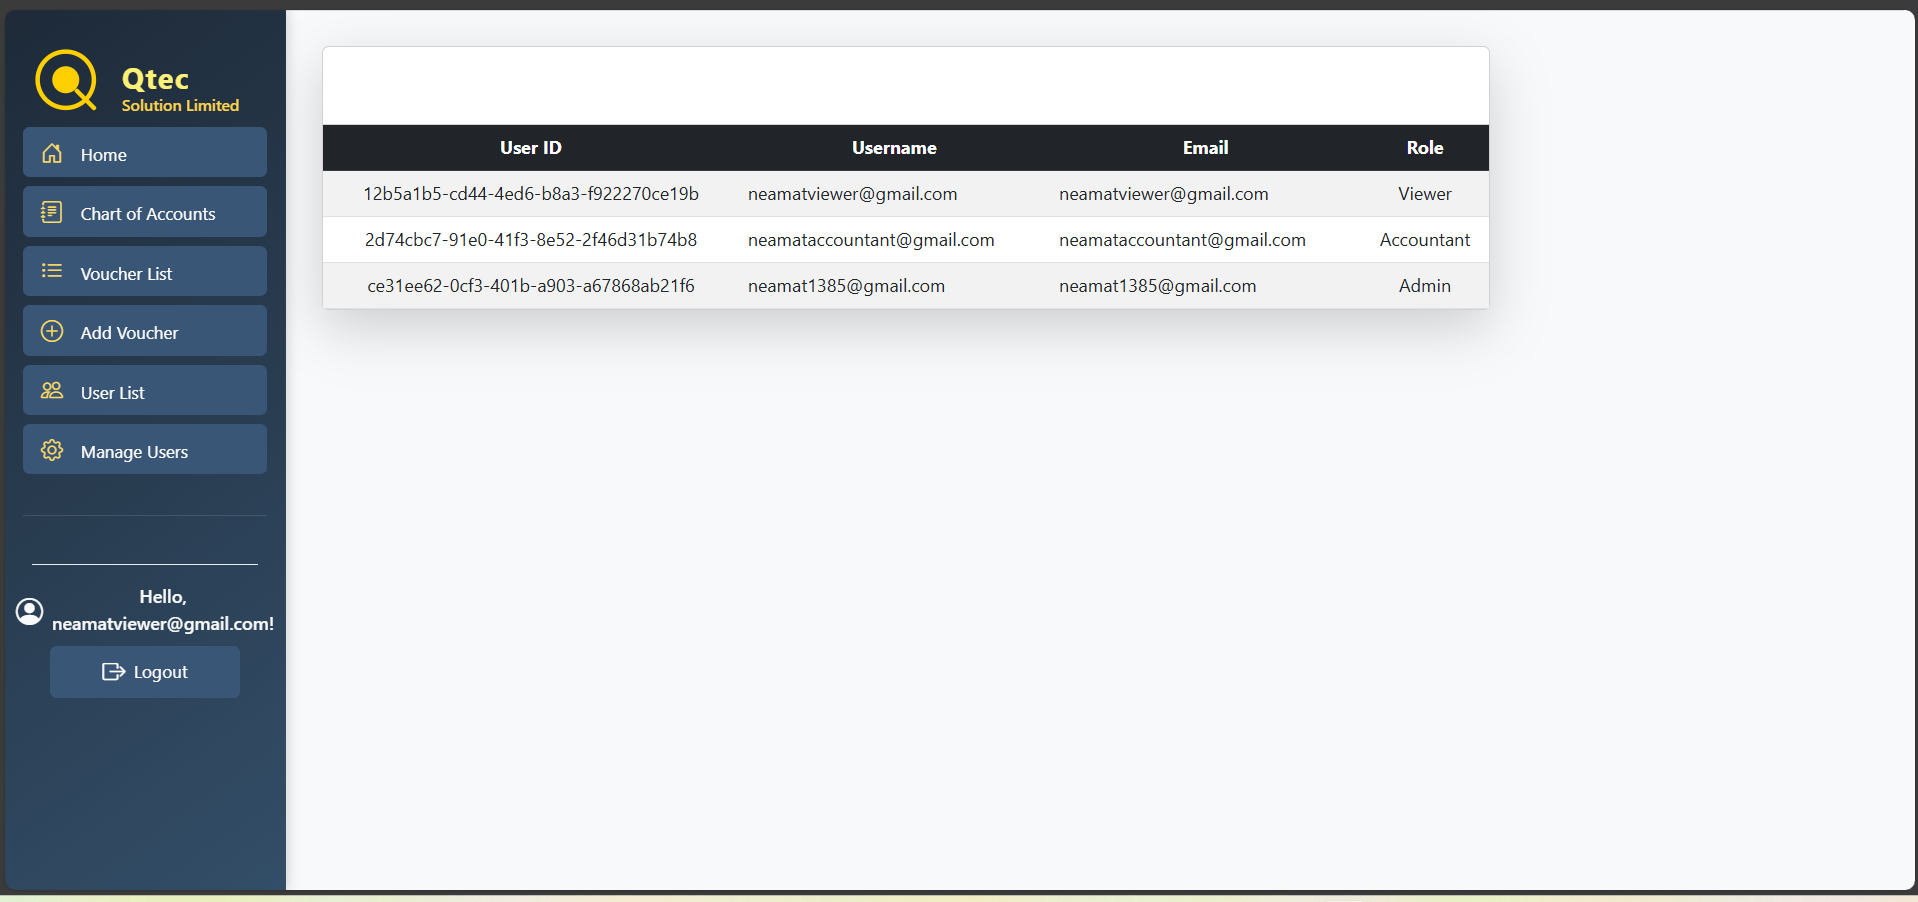 Qtec
Solution Limited
Home
Chart of Accounts
Voucher List
Add Voucher
User List
Manage Users
Hello,
neamatviewer@gmail.com!
Logout
User ID Username Email Role
12b5a1b5-cd44-4ed6-b8a3-f922270ce19b neamatviewer@gmail.com neamatviewer@gmail.com Viewer
2d74cbc7-91e0-41f3-8e52-2f46d31b74b8 neamataccountant@gmail.com neamataccountant@gmail.com Accountant
ce31ee62-0cf3-401b-a903-a67868ab21f6 neamat1385@gmail.com neamat1385@gmail.com Admin